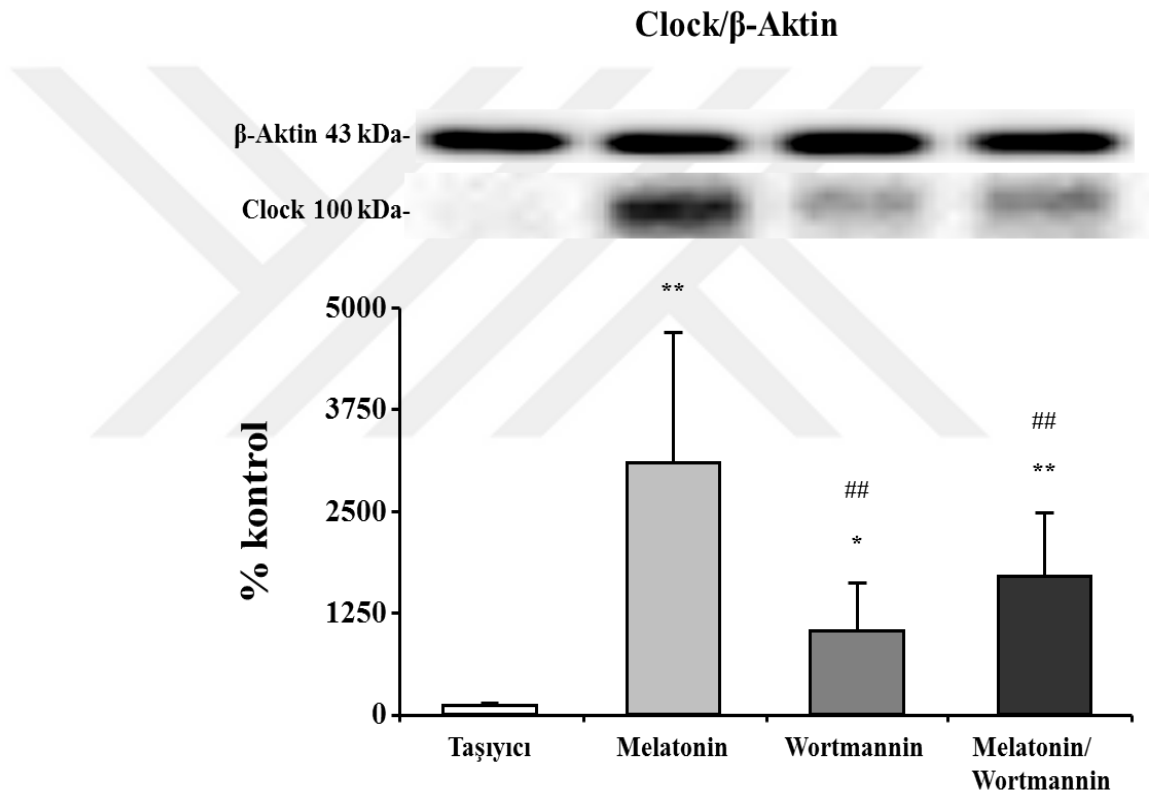 Clock/β-Aktin
β-Aktin 43 kDa-
Clock 100 kDa-
% kontrol
5000
3750
2500
1250
0
**
##
*
##
**
Taşıyıcı
Melatonin
Wortmannin
Melatonin/
Wortmannin